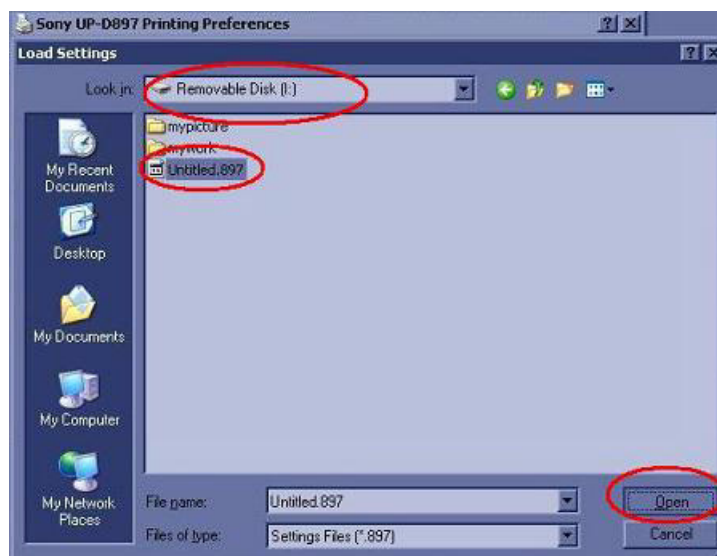 Sony UP-D897 Printing Preferences
Load Settings
Look in:
Removable Disk (I:)
mypicture
mywork
Untitled.897
My Recent
Documents
Desktop
My Documents
My Computer
My Network
Places
File name:
Untitled.897
Open
Files of type:
Settings Files (*.897)
Cancel